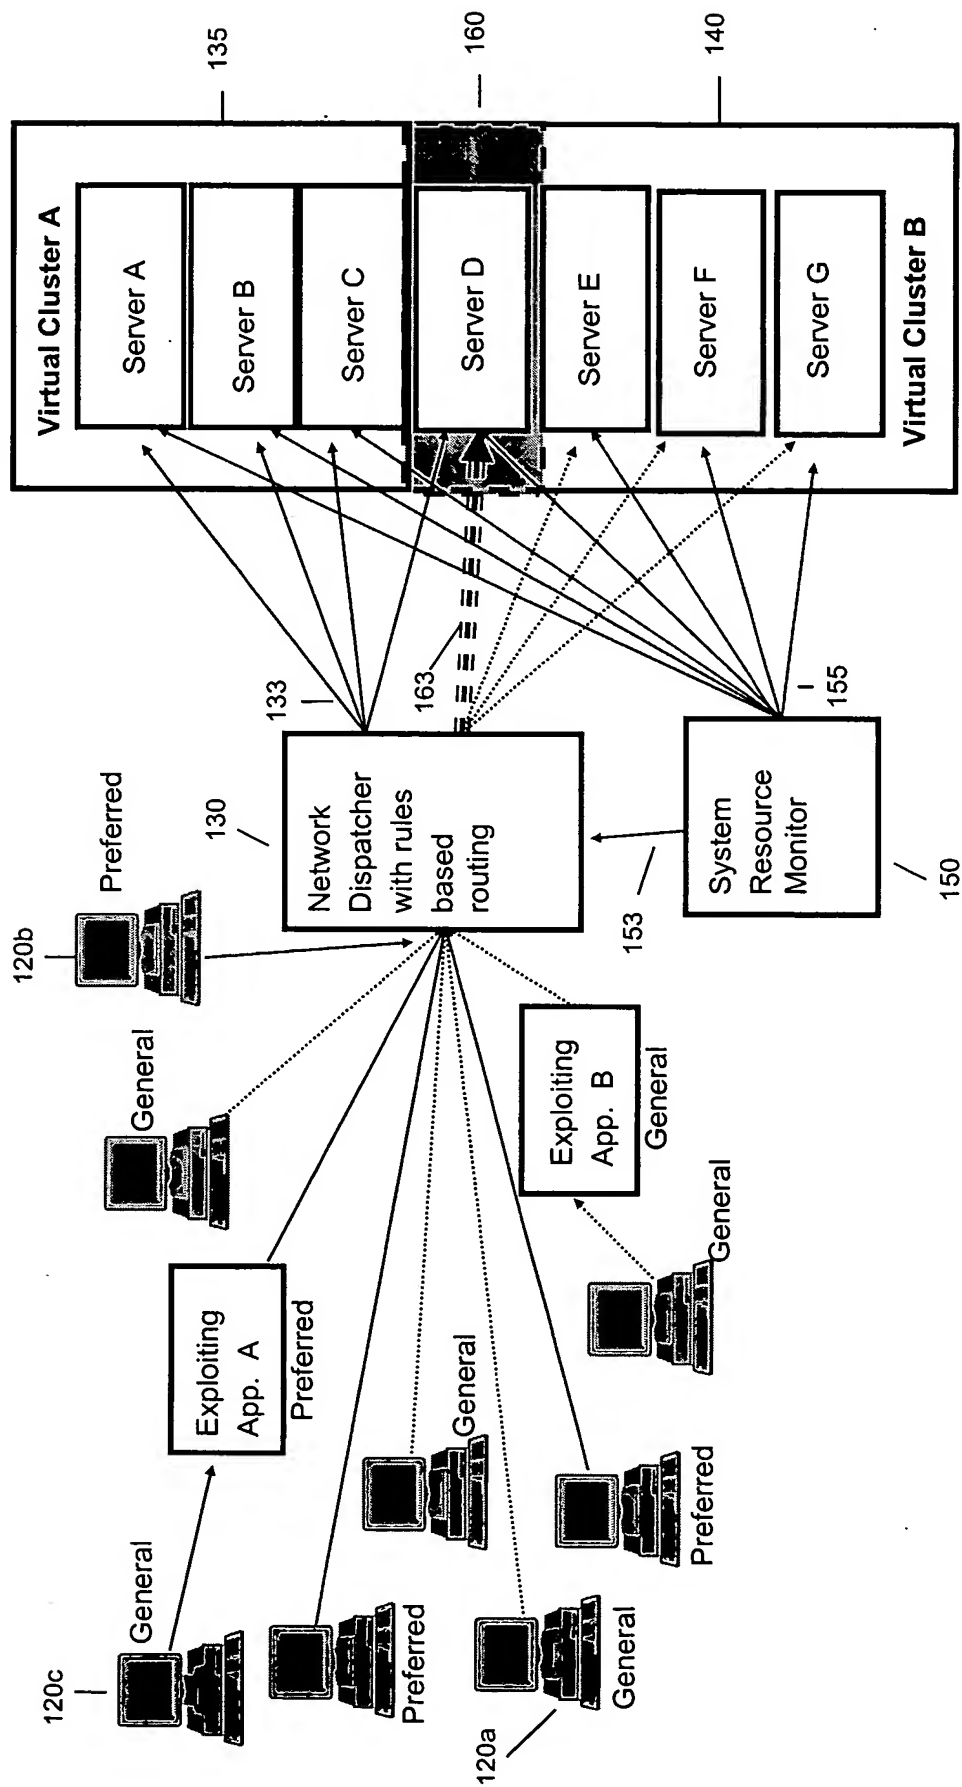 120c
General
Exploiting
App. A
Preferred
Preferred
General
120a
General
Preferred
General
120b
Preferred
General
Exploiting
App. B
General
130
Network
Dispatcher
with rules
based
routing
133
163
153
System
Resource
Monitor
150
155
Virtual Cluster A
Server A
Server B
Server C
Server D
Server E
Server F
Server G
Virtual Cluster B
135
160
140